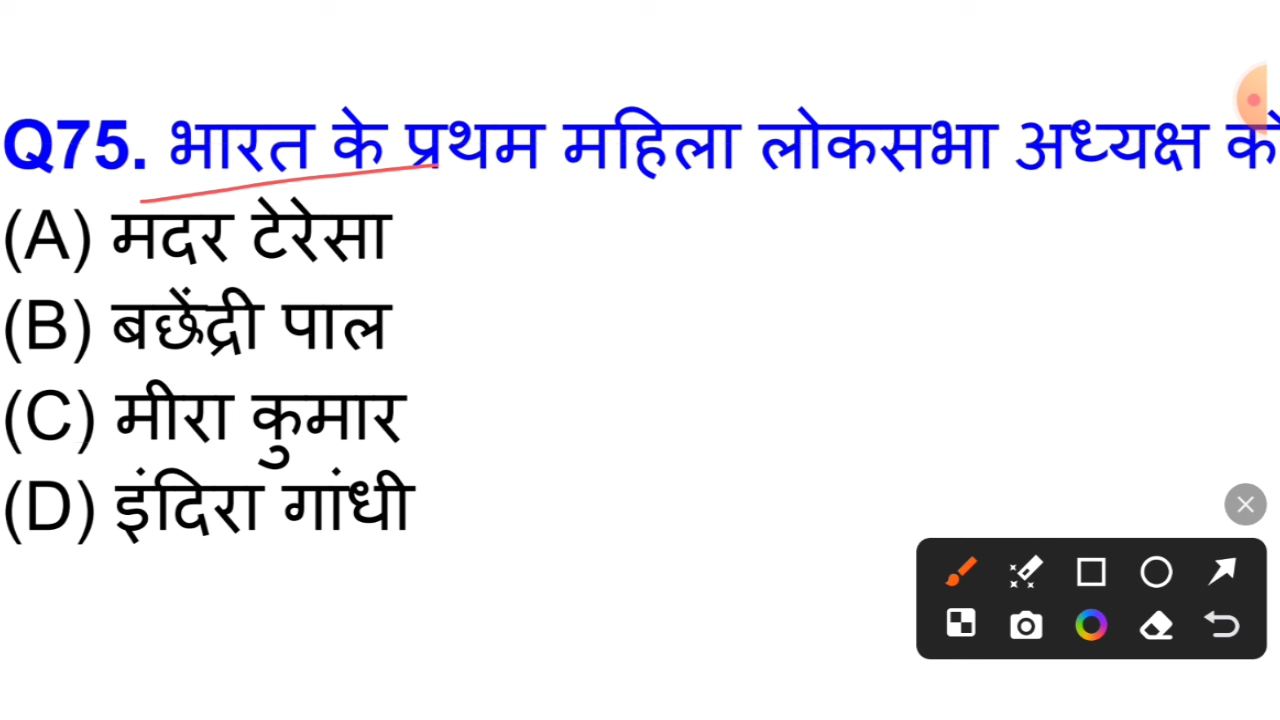 Q75. भारत के प्रथम महिला लोकसभा अध्यक्ष
(A) मदर टेरेसा
(B) बछेंद्री पाल
(C) मीरा कुमार
(D) इंदिरा गांधी